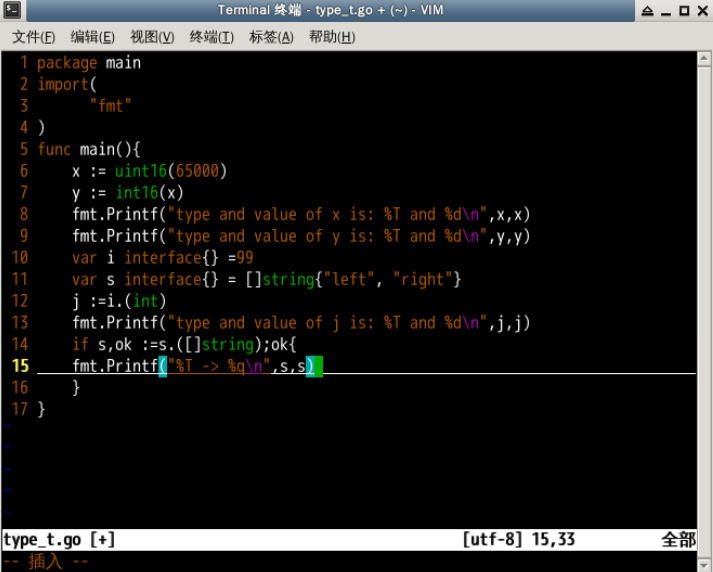 Terminal 终端 - type_t.go + (~) - VIM
文件(F) 编辑(E) 视图(V) 终端(T) 标签(A) 帮助(H)
1 package main
2 import(
3       "fmt"
4 )
5 func main(){
6     x := uint16(65000)
7     y := int16(x)
8     fmt.Printf("type and value of x is: %T and %d\n",x,x)
9     fmt.Printf("type and value of y is: %T and %d\n",y,y)
10     var i interface{} =99
11     var s interface{} = []string{"left", "right"}
12     j :=i.(int)
13     fmt.Printf("type and value of j is: %T and %d\n",j,j)
14     if s,ok :=s.([]string);ok{
15     fmt.Printf("%T -> %q\n",s,s)
16     }
17 }
~
~
~
~
~
type_t.go [+] [utf-8] 15,33 全部
-- 插入 --